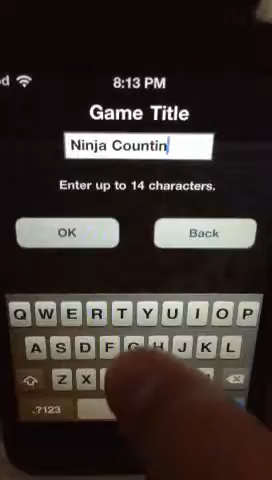 d 8:13 PM
Game Title
Ninja Countin
Enter up to 14 characters.
OK Back
Q W E R T Y U I O P
A S D F G H J K L
Z X
.?123